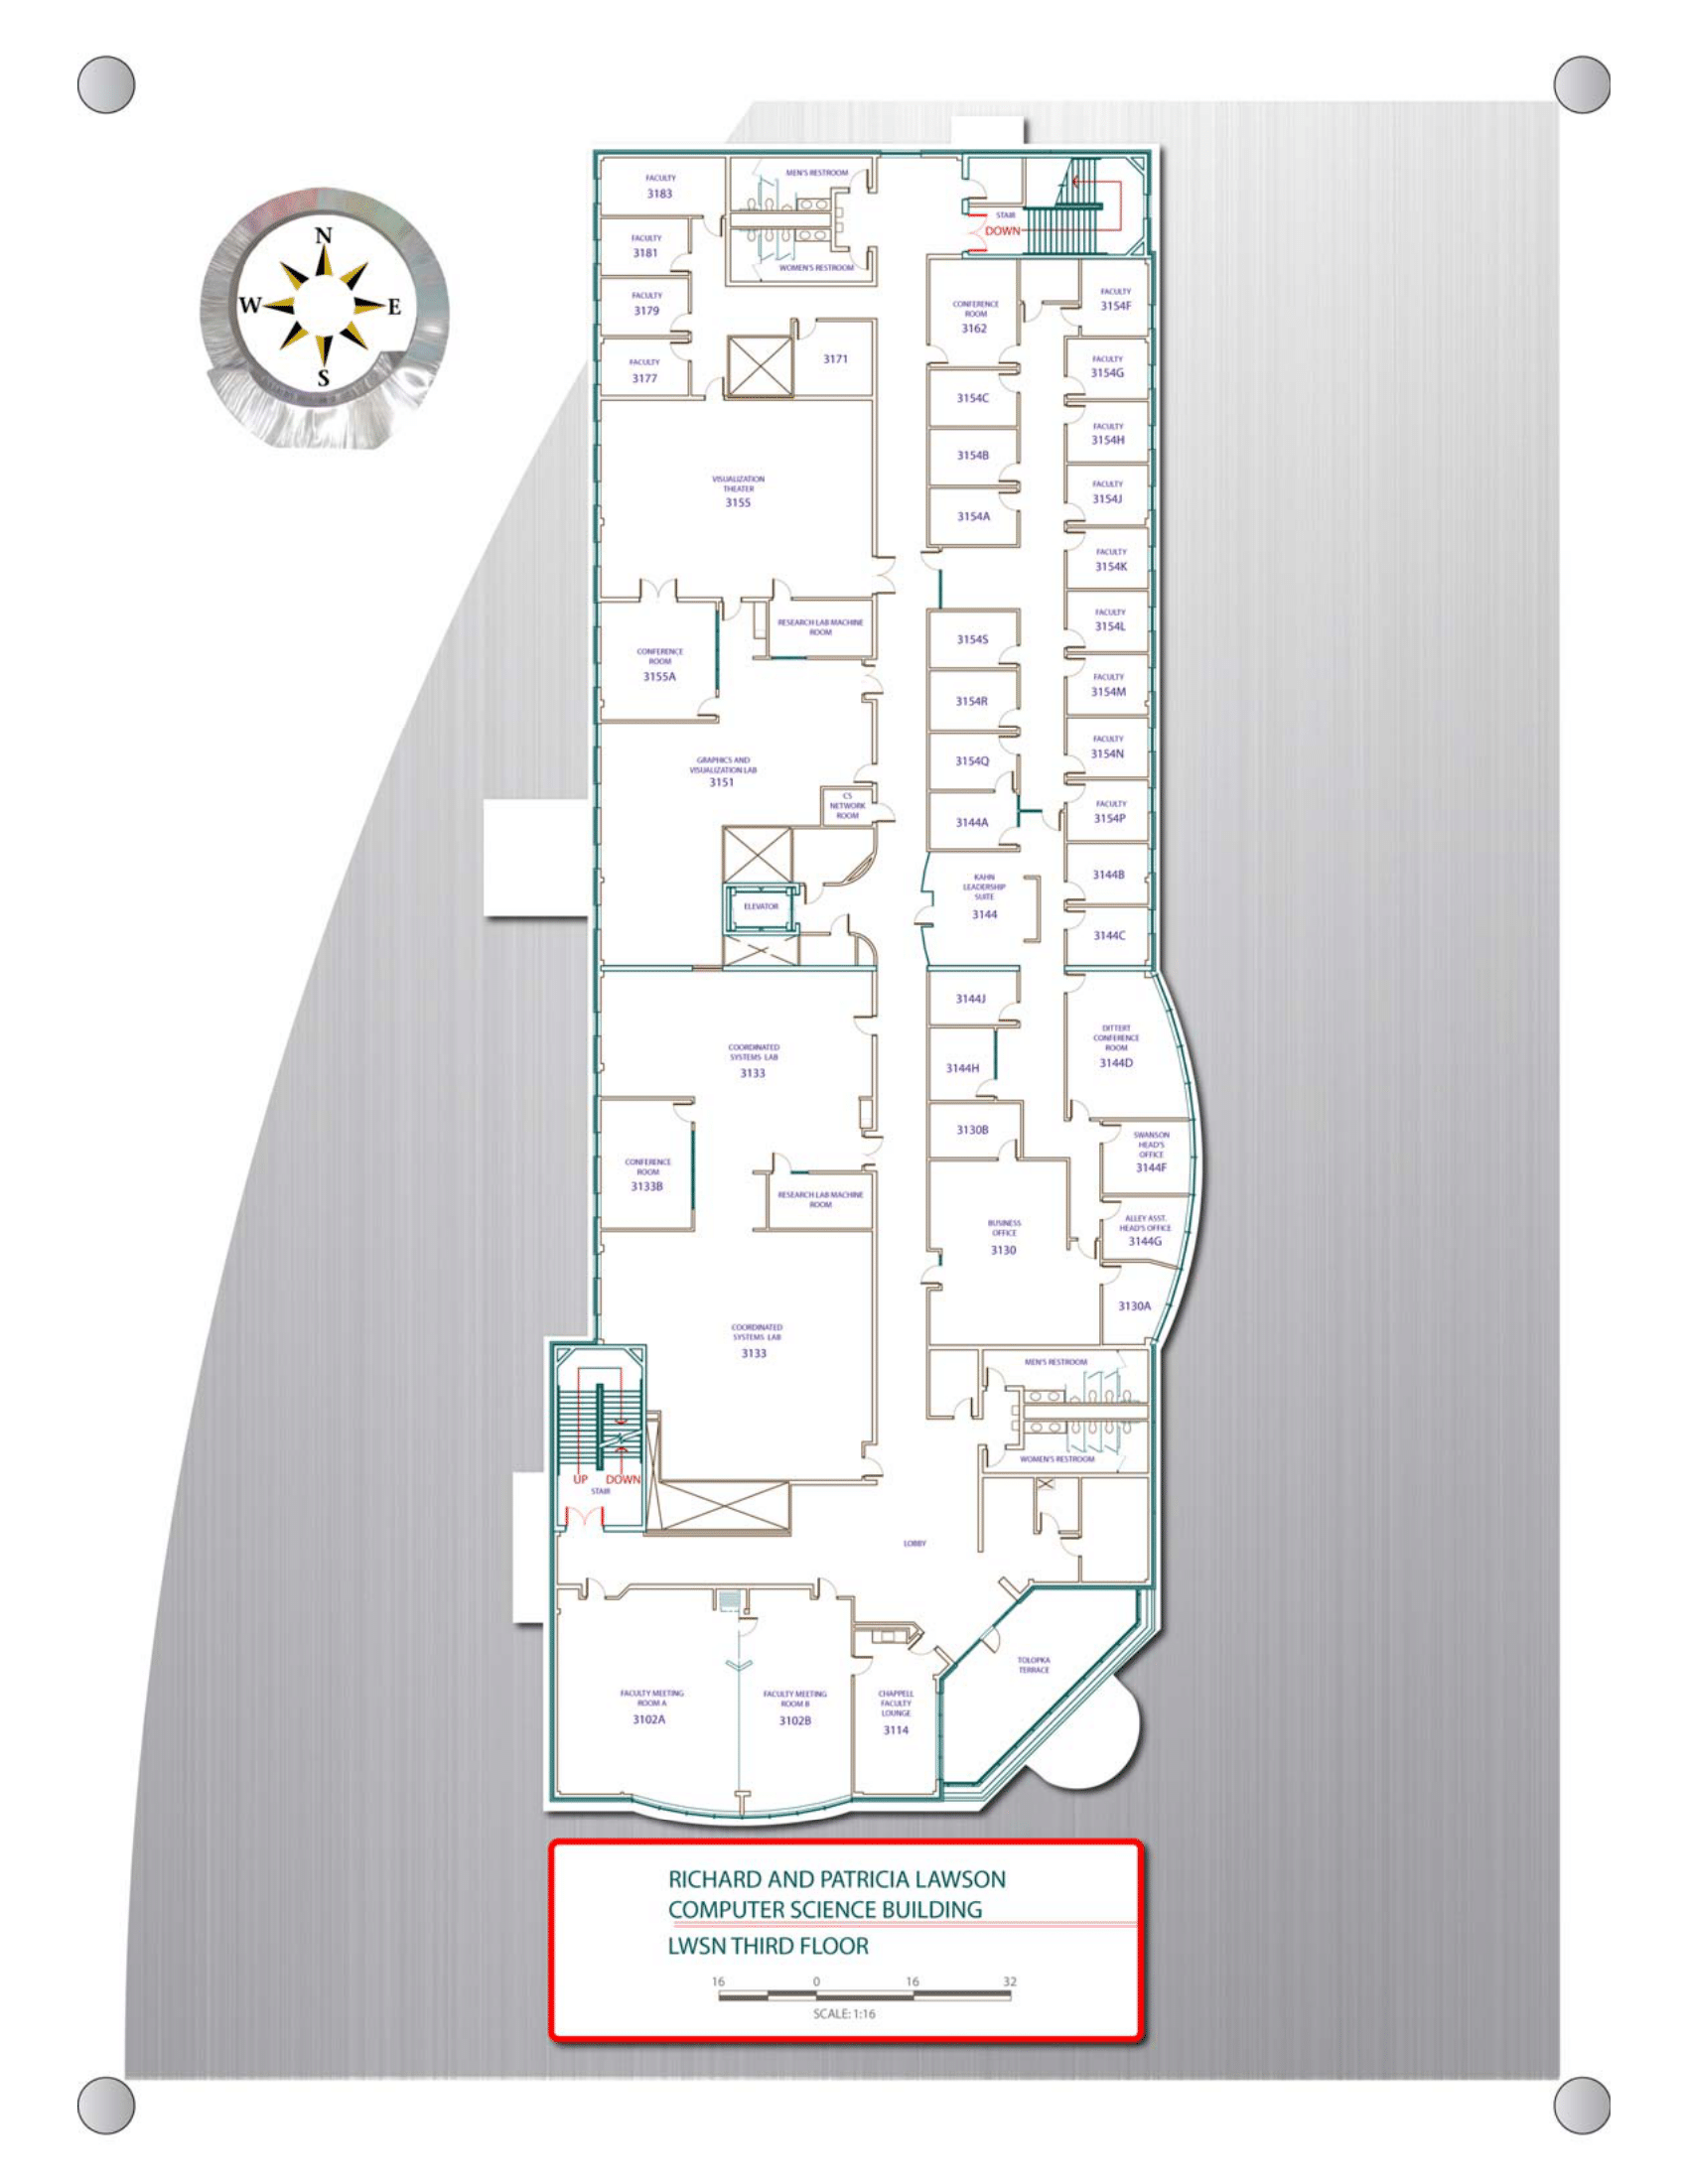 N
W
E
S
FACULTY
3183
MEN'S RESTROOM
STAIR
DOWN
FACULTY
3181
WOMEN'S RESTROOM
FACULTY
3179
CONFERENCE
ROOM
3162
FACULTY
3154F
FACULTY
3177
3171
FACULTY
3154G
3154C
FACULTY
3154H
3154B
VISUALIZATION
THEATER
3155
FACULTY
3154J
3154A
FACULTY
3154K
RESEARCH LAB MACHINE
ROOM
FACULTY
3154L
3154S
CONFERENCE
ROOM
3155A
FACULTY
3154M
3154R
FACULTY
3154N
GRAPHICS AND
VISUALIZATION LAB
3151
3154Q
CS
NETWORK
ROOM
FACULTY
3154P
3144A
3144B
KAHN
LEADERSHIP
SUITE
3144
ELEVATOR
3144C
3144J
DITTERT
CONFERENCE
ROOM
3144D
COORDINATED
SYSTEMS LAB
3133
3144H
3130B
SWANSON
HEAD'S
OFFICE
3144F
CONFERENCE
ROOM
3133B
RESEARCH LAB MACHINE
ROOM
ALLEY ASST.
HEAD'S OFFICE
3144G
BUSINESS
OFFICE
3130
3130A
COORDINATED
SYSTEMS LAB
3133
MEN'S RESTROOM
WOMEN'S RESTROOM
UP DOWN
STAIR
LOBBY
TOLOPKA
TERRACE
FACULTY MEETING
ROOM A
3102A
FACULTY MEETING
ROOM B
3102B
CHAPPELL
FACULTY
LOUNGE
3114
RICHARD AND PATRICIA LAWSON
COMPUTER SCIENCE BUILDING
LWSN THIRD FLOOR
16 0 16 32
SCALE: 1:16